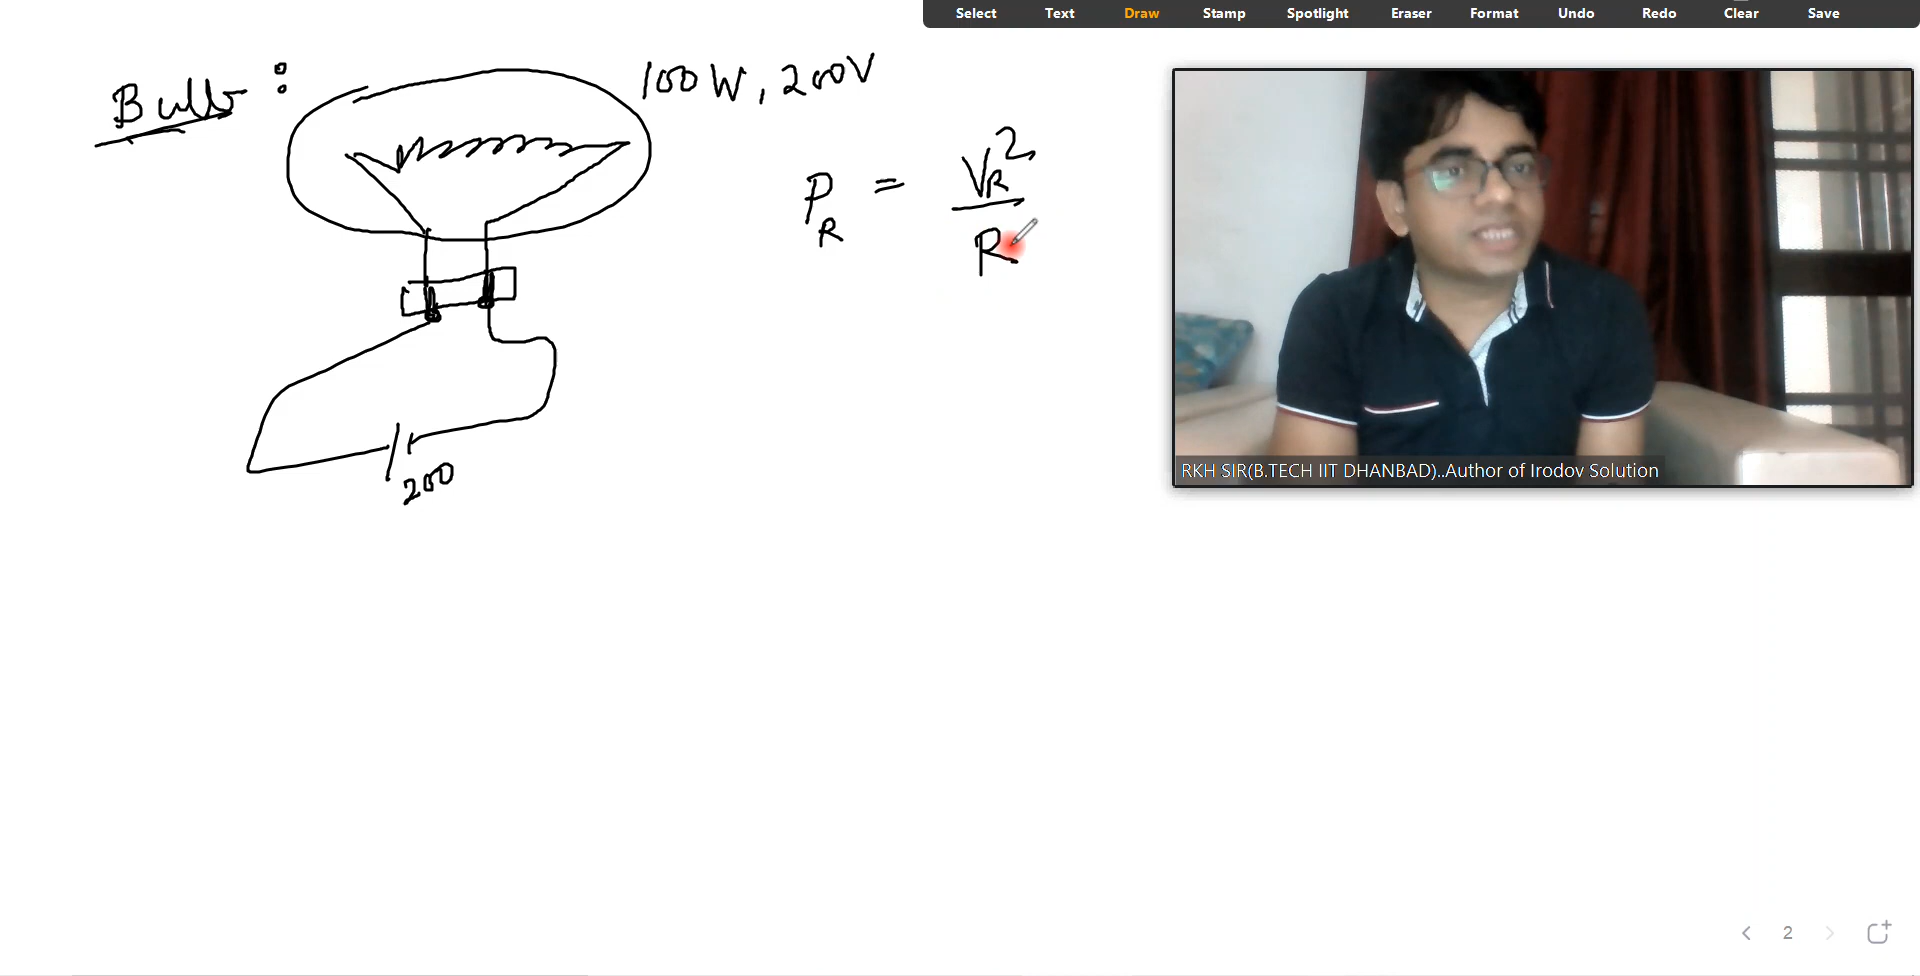 Select Text Draw Stamp Spotlight Eraser Format Undo Redo Clear Save
Bulb :
100W, 200V
P_R = V_R^2 / R
200
RKH SIR(B.TECH IIT DHANBAD)..Author of Irodov Solution
2